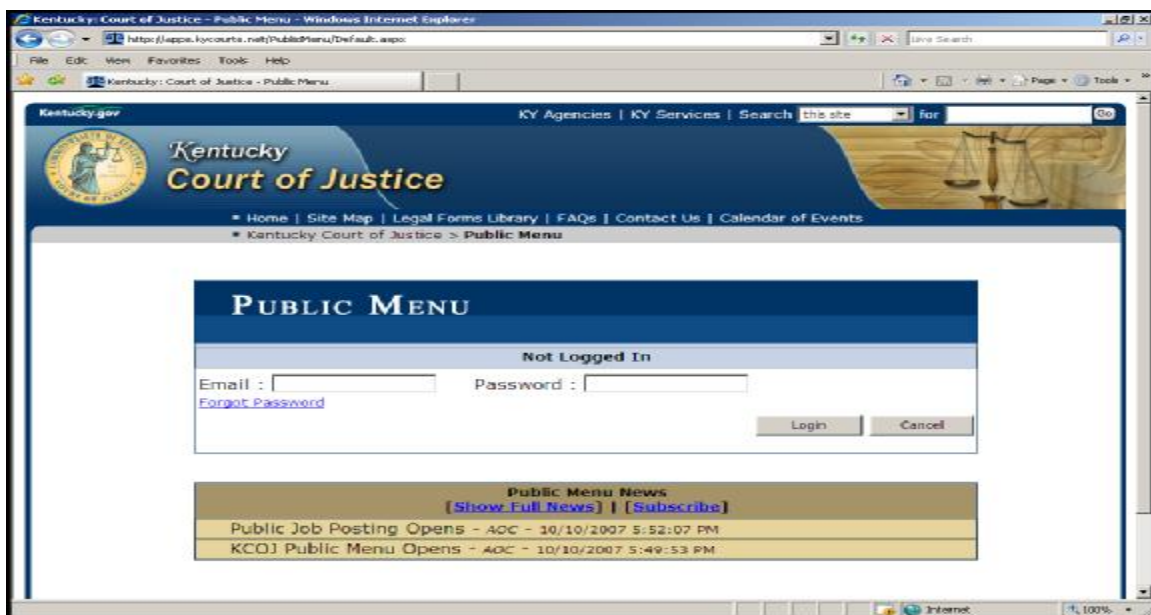 Kentucky: Court of Justice - Public Menu - Windows Internet Explorer
http://apps.kycourts.net/PublicMenu/Default.aspx
Live Search
File Edit View Favorites Tools Help
Kentucky: Court of Justice - Public Menu
Page Tools
Kentucky.gov
KY Agencies | KY Services | Search this site for Go
Kentucky
Court of Justice
Home | Site Map | Legal Forms Library | FAQs | Contact Us | Calendar of Events
Kentucky Court of Justice > Public Menu
PUBLIC MENU
Not Logged In
Email : Password :
Forgot Password
Login Cancel
Public Menu News
[Show Full News] | [Subscribe]
Public Job Posting Opens - AOC - 10/10/2007 5:52:07 PM
KCOJ Public Menu Opens - AOC - 10/10/2007 5:49:53 PM
Internet 100%